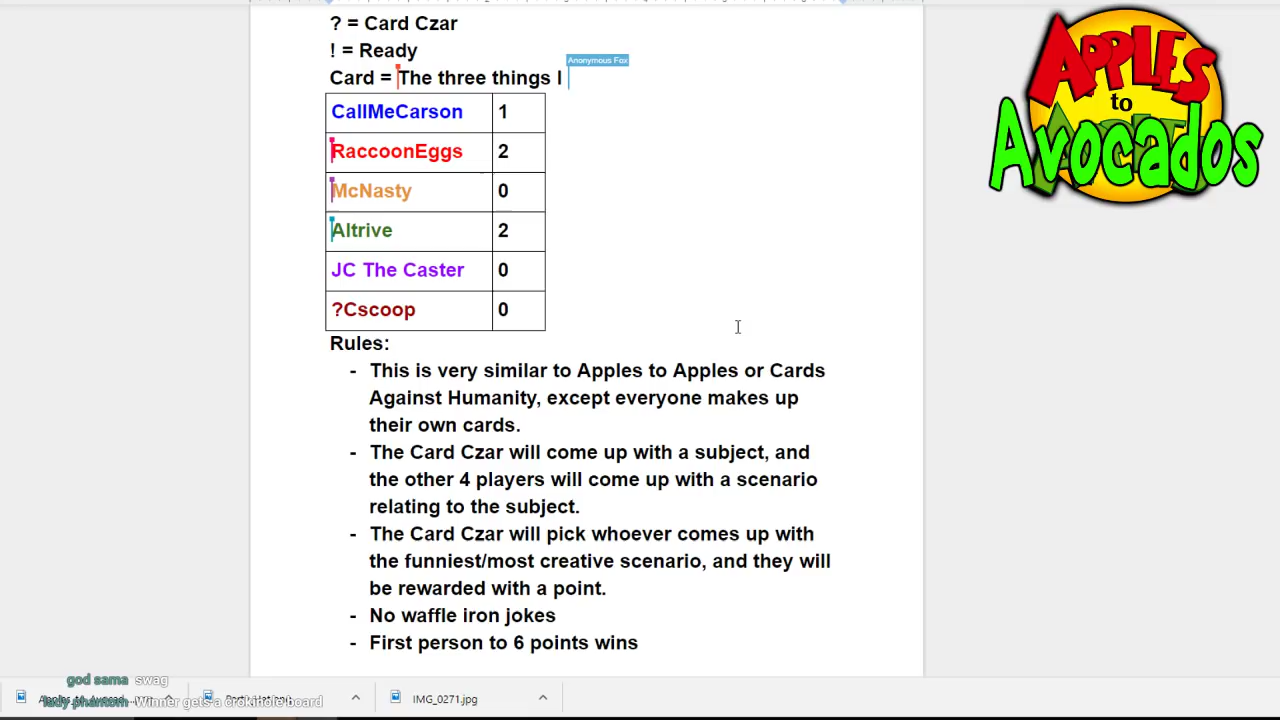 ? = Card Czar
! = Ready
Anonymous Fox
Card = The three things I
CallMeCarson 1
RaccoonEggs 2
McNasty 0
Altrive 2
JC The Caster 0
?Cscoop 0
Rules:
- This is very similar to Apples to Apples or Cards
Against Humanity, except everyone makes up
their own cards.
- The Card Czar will come up with a subject, and
the other 4 players will come up with a scenario
relating to the subject.
- The Card Czar will pick whoever comes up with
the funniest/most creative scenario, and they will
be rewarded with a point.
- No waffle iron jokes
- First person to 6 points wins
APPLES
to
Avocados
god sama swag
lady phantom Winner gets a crokinole board
IMG_0271.jpg